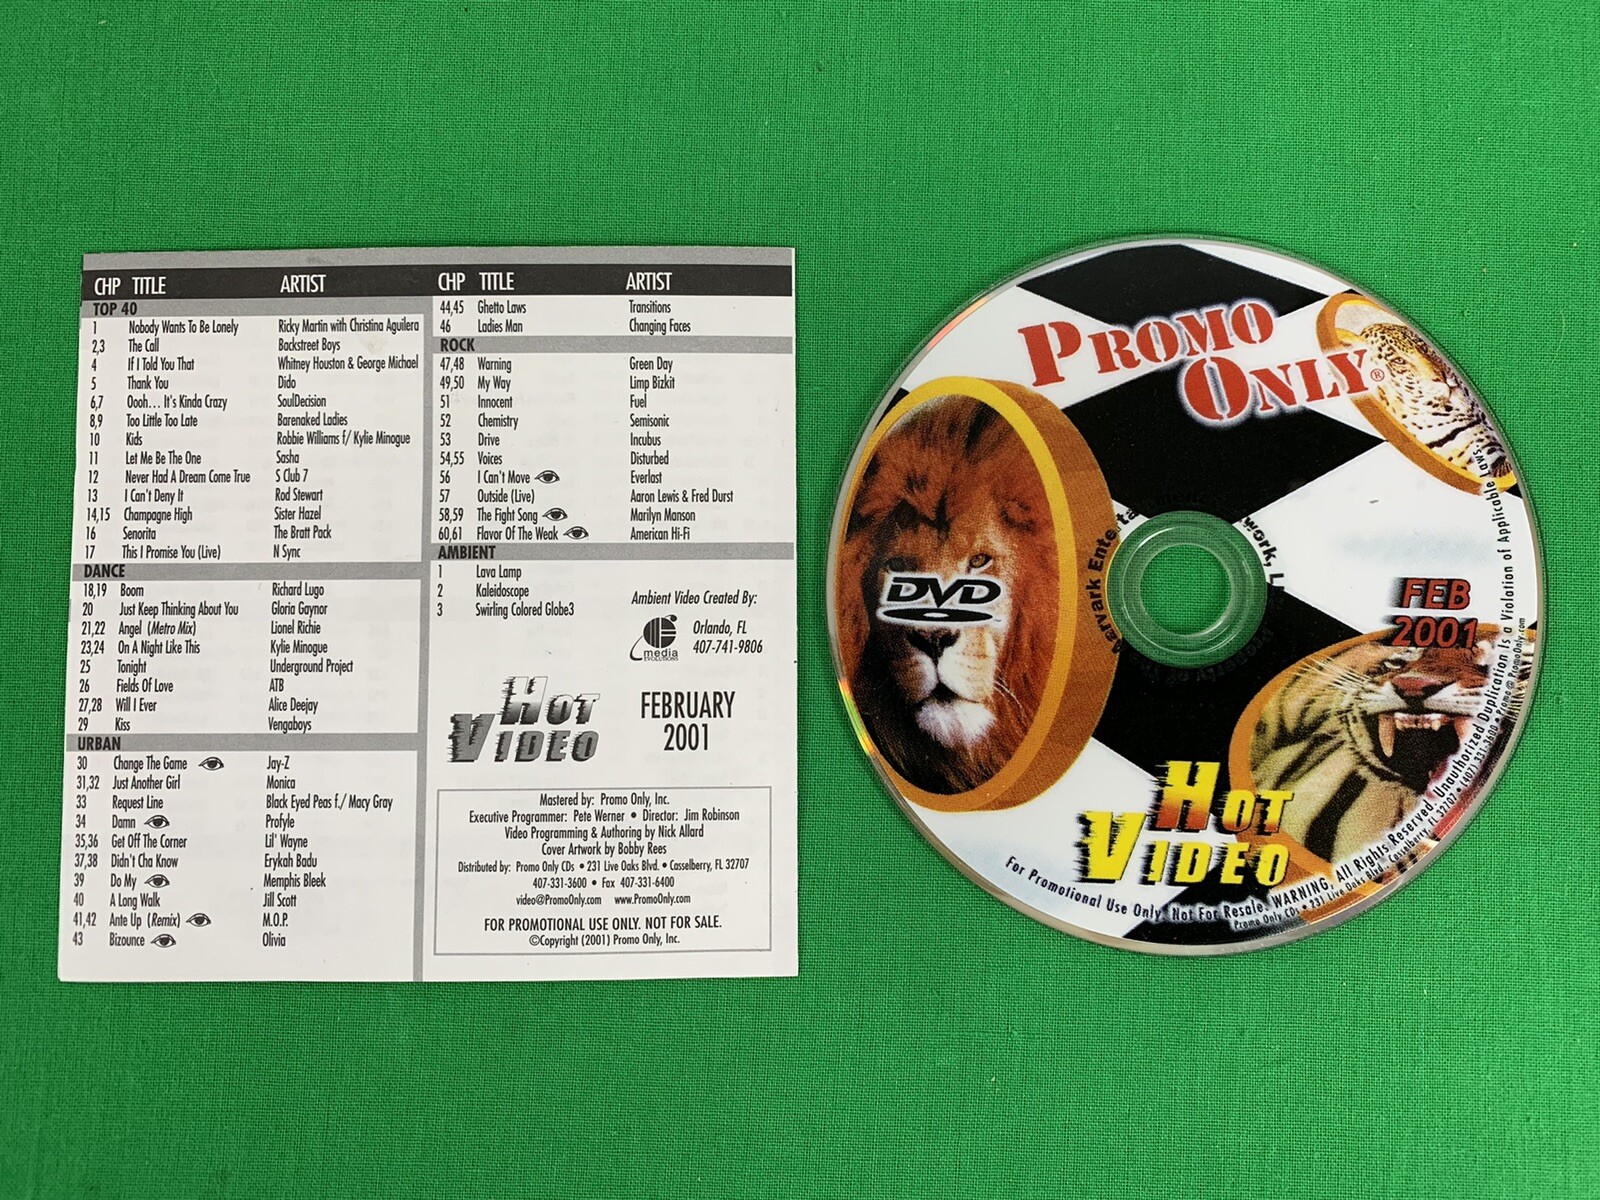 CHP TITLE ARTIST
TOP 40
1 Nobody Wants To Be Lonely Ricky Martin with Christina Aguilera
2,3 The Call Backstreet Boys
4 If I Told You That Whitney Houston & George Michael
5 Thank You Dido
6,7 Oooh... It's Kinda Crazy SoulDecision
8,9 Too Little Too Late Barenaked Ladies
10 Kids Robbie Williams f/ Kylie Minogue
11 Let Me Be The One Sasha
12 Never Had A Dream Come True S Club 7
13 I Can't Deny It Rod Stewart
14,15 Champagne High Sister Hazel
16 Senorita The Bratt Pack
17 This I Promise You (Live) N Sync
DANCE
18,19 Boom Richard Lugo
20 Just Keep Thinking About You Gloria Gaynor
21,22 Angel (Metro Mix) Lionel Richie
23,24 On A Night Like This Kylie Minogue
25 Tonight Underground Project
26 Fields Of Love ATB
27,28 Will I Ever Alice Deejay
29 Kiss Vengaboys
URBAN
30 Change The Game Jay-Z
31,32 Just Another Girl Monica
33 Request Line Black Eyed Peas f./ Macy Gray
34 Damn Profyle
35,36 Get Off The Corner Lil' Wayne
37,38 Didn't Cha Know Erykah Badu
39 Do My Memphis Bleek
40 A Long Walk Jill Scott
41,42 Ante Up (Remix) M.O.P.
43 Bizounce Olivia
CHP TITLE ARTIST
44,45 Ghetto Laws Transitions
46 Ladies Man Changing Faces
ROCK
47,48 Warning Green Day
49,50 My Way Limp Bizkit
51 Innocent Fuel
52 Chemistry Semisonic
53 Drive Incubus
54,55 Voices Disturbed
56 I Can't Move Everlast
57 Outside (Live) Aaron Lewis & Fred Durst
58,59 The Fight Song Marilyn Manson
60,61 Flavor Of The Weak American Hi-Fi
AMBIENT
1 Lava Lamp
2 Kaleidoscope
3 Swirling Colored Globe3
Ambient Video Created By:
media
EVOLUTIONS
Orlando, FL
407-741-9806
HOT
VIDEO
FEBRUARY
2001
Mastered by: Promo Only, Inc.
Executive Programmer: Pete Werner • Director: Jim Robinson
Video Programming & Authoring by Nick Allard
Cover Artwork by Bobby Rees
Distributed by: Promo Only CDs • 231 Live Oaks Blvd. • Casselberry, FL 32707
407-331-3600 • Fax 407-331-6400
video@PromoOnly.com www.PromoOnly.com
FOR PROMOTIONAL USE ONLY. NOT FOR SALE.
©Copyright (2001) Promo Only, Inc.
PROMO
ONLY®
DVD
FEB
2001
HOT
VIDEO
For Promotional Use Only. Not For Resale. WARNING, All Rights Reserved. Unauthorized Duplication Is a Violation of Applicable Laws
Promo Only CDs • 231 Live Oaks Blvd • Casselberry, FL 32707 • (407) 331-3600 • Promo@PromoOnly.com